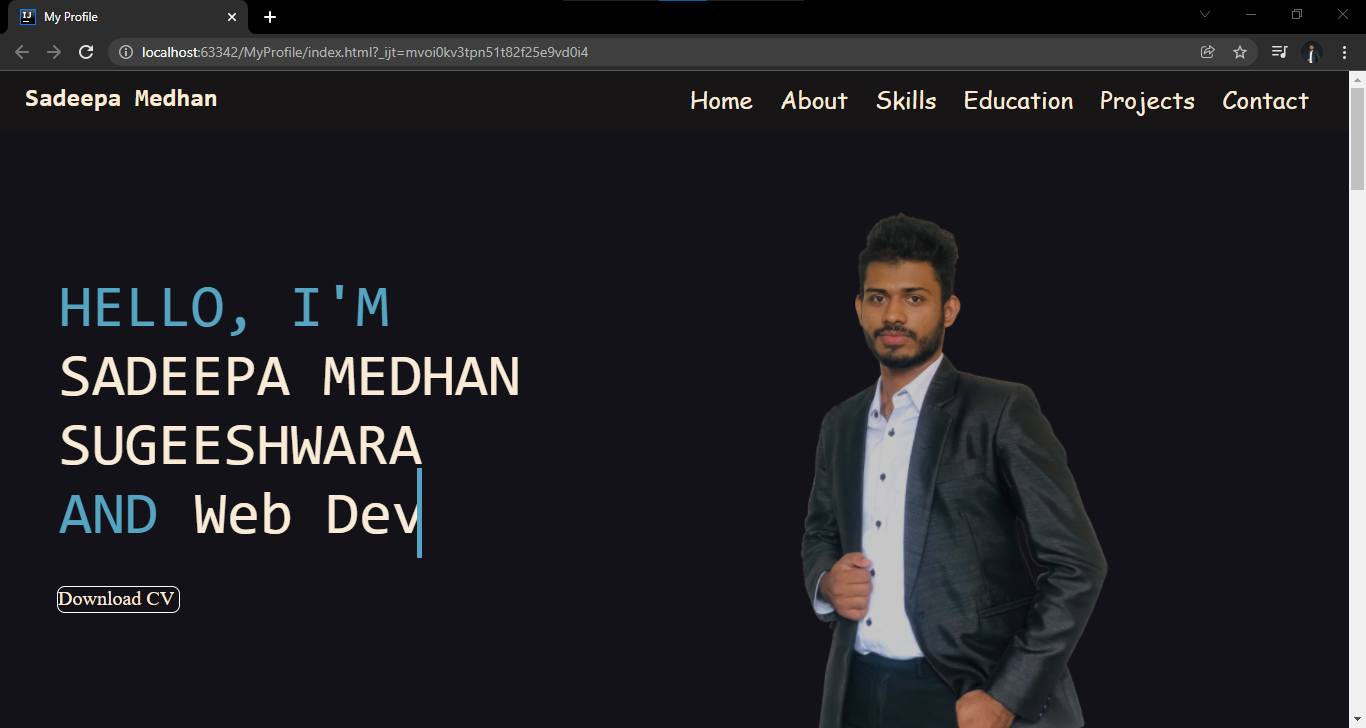 My Profile
localhost:63342/MyProfile/index.html?_ijt=mvoi0kv3tpn51t82f25e9vd0i4
Sadeepa Medhan
Home About Skills Education Projects Contact
HELLO, I'M
SADEEPA MEDHAN
SUGEESHWARA
AND Web Dev
Download CV